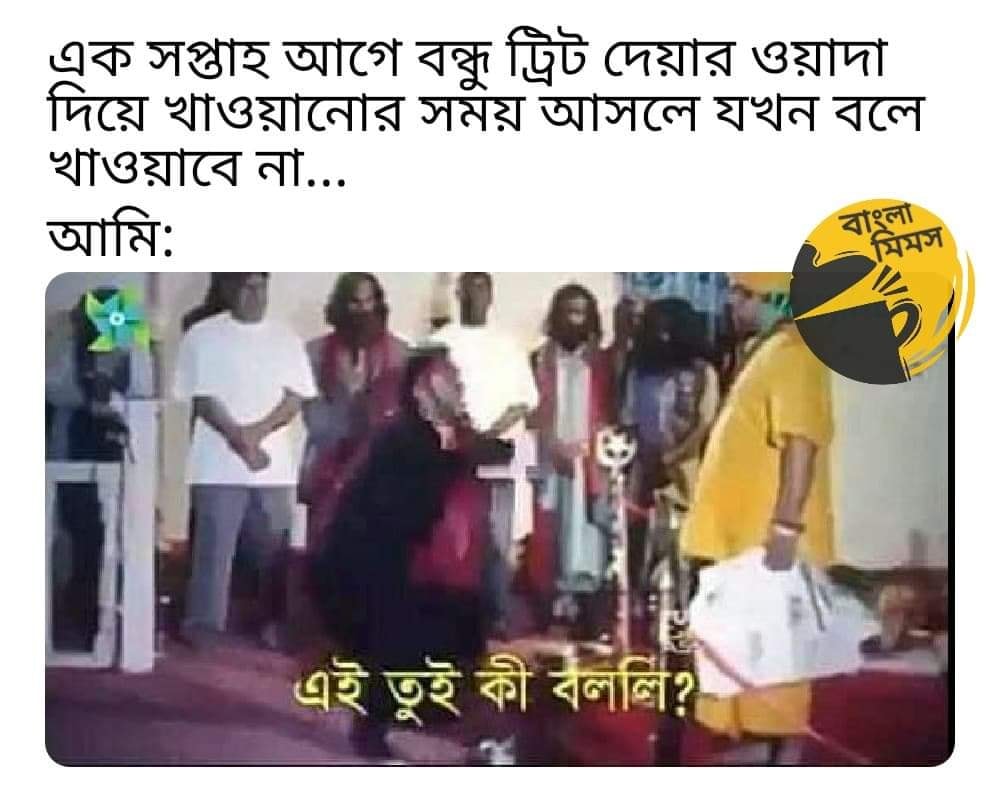 এক সপ্তাহ আগে বন্ধু ট্রিট দেয়ার ওয়াদা
দিয়ে খাওয়ানোর সময় আসলে যখন বলে
খাওয়াবে না...
আমি:
বাংলা
মিমস
এই তুই কী বললি?